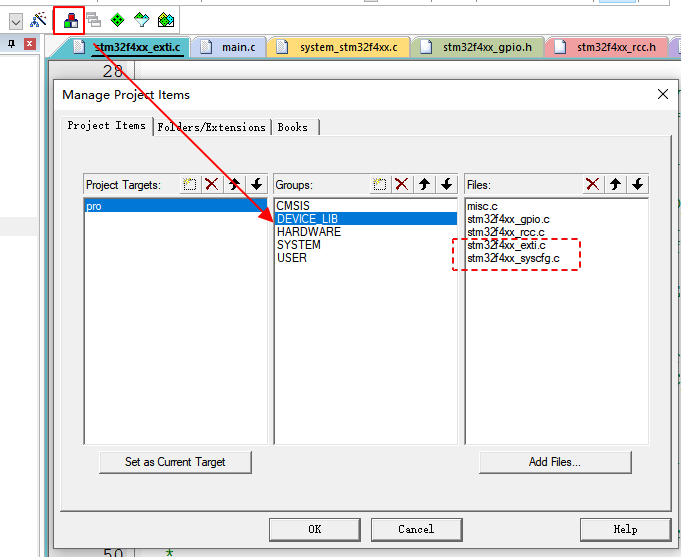 stm32f4xx_exti.c
main.c
system_stm32f4xx.c
stm32f4xx_gpio.h
stm32f4xx_rcc.h
28
Manage Project Items
Project Items
Folders/Extensions
Books
Project Targets:
Groups:
Files:
pro
CMSIS
DEVICE_LIB
HARDWARE
SYSTEM
USER
misc.c
stm32f4xx_gpio.c
stm32f4xx_rcc.c
stm32f4xx_exti.c
stm32f4xx_syscfg.c
Set as Current Target
Add Files...
OK
Cancel
Help
50 *